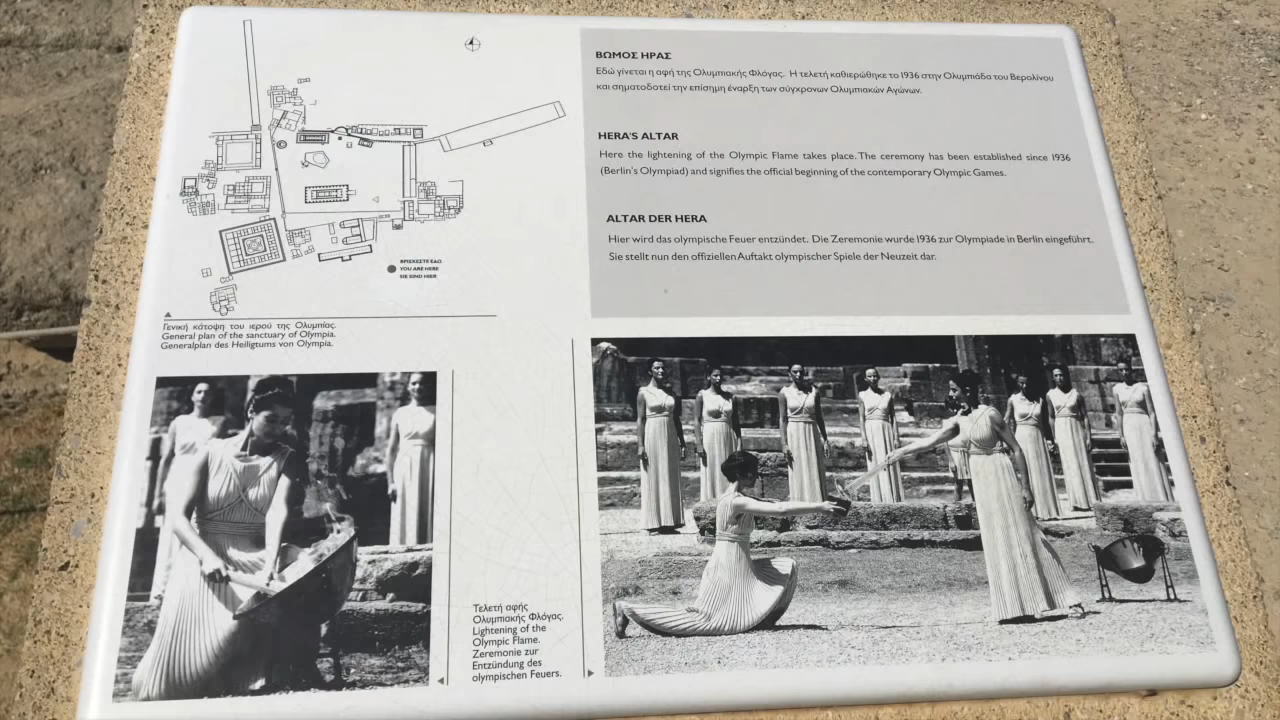 ΒΩΜΟΣ ΗΡΑΣ
Εδώ γίνεται η αφή της Ολυμπιακής Φλόγας. Η τελετή καθιερώθηκε το 1936 στην Ολυμπιάδα του Βερολίνου
και σηματοδοτεί την επίσημη έναρξη των σύγχρονων Ολυμπιακών Αγώνων.
HERA'S ALTAR
Here the lightening of the Olympic Flame takes place. The ceremony has been established since 1936
(Berlin's Olympiad) and signifies the official beginning of the contemporary Olympic Games.
ALTAR DER HERA
Hier wird das olympische Feuer entzündet. Die Zeremonie wurde 1936 zur Olympiade in Berlin eingeführt.
Sie stellt nun den offiziellen Auftakt olympischer Spiele der Neuzeit dar.
ΒΡΙΣΚΕΣΤΕ ΕΔΩ
YOU ARE HERE
SIE SIND HIER
Γενική κάτοψη του ιερού της Ολυμπίας.
General plan of the sanctuary of Olympia.
Generalplan des Heiligtums von Olympia.
Τελετή αφής
Ολυμπιακής Φλόγας.
Lightening of the
Olympic Flame.
Zeremonie zur
Entzündung des
olympischen Feuers.